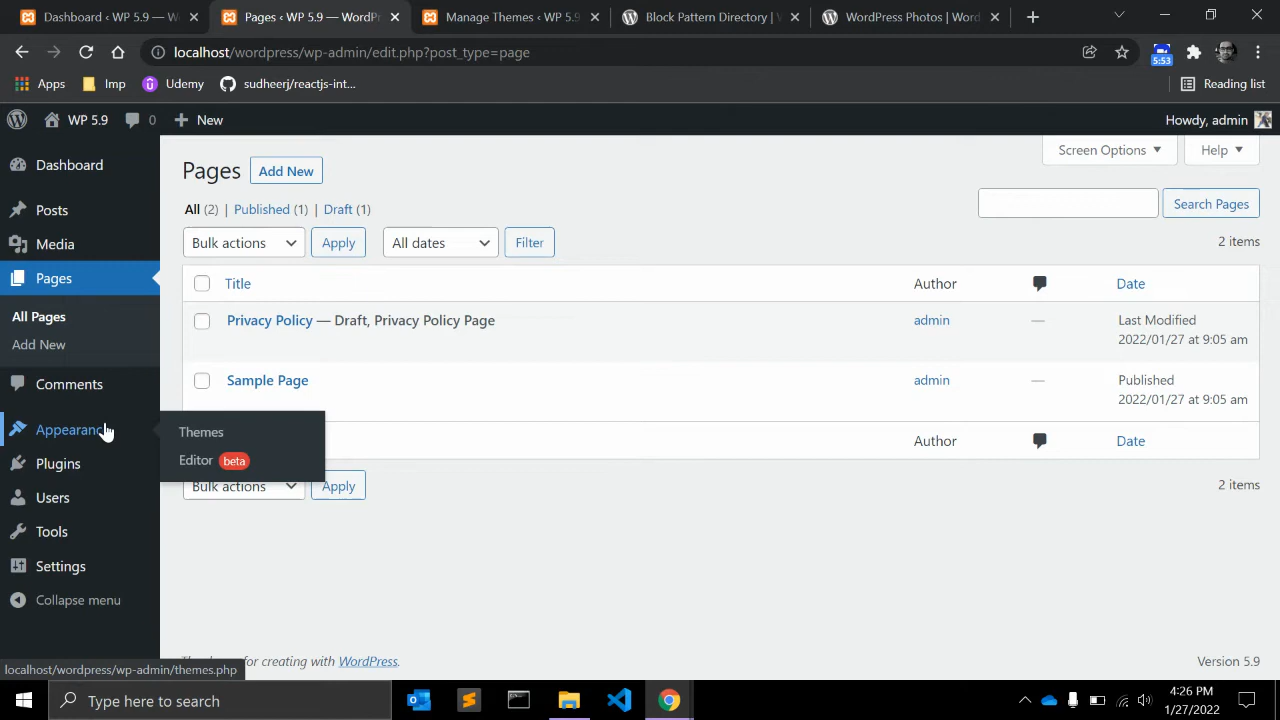 Dashboard ‹ WP 5.9 — W
Pages ‹ WP 5.9 — WordPr
Manage Themes ‹ WP 5.9
Block Pattern Directory | W
WordPress Photos | Word
localhost/wordpress/wp-admin/edit.php?post_type=page
5:53
Apps
Imp
Udemy
sudheerj/reactjs-int...
Reading list
WP 5.9
0
New
Howdy, admin
Dashboard
Posts
Media
Pages
All Pages
Add New
Comments
Appearanc
Plugins
Users
Tools
Settings
Collapse menu
Themes
Editor beta
Pages Add New
Screen Options
Help
All (2) | Published (1) | Draft (1)
Search Pages
Bulk actions
Apply
All dates
Filter
2 items
Title
Author
Date
Privacy Policy — Draft, Privacy Policy Page
admin
—
Last Modified
2022/01/27 at 9:05 am
Sample Page
admin
—
Published
2022/01/27 at 9:05 am
Author
Date
Bulk actions
Apply
2 items
for creating with WordPress.
Version 5.9
localhost/wordpress/wp-admin/themes.php
Type here to search
4:26 PM
1/27/2022